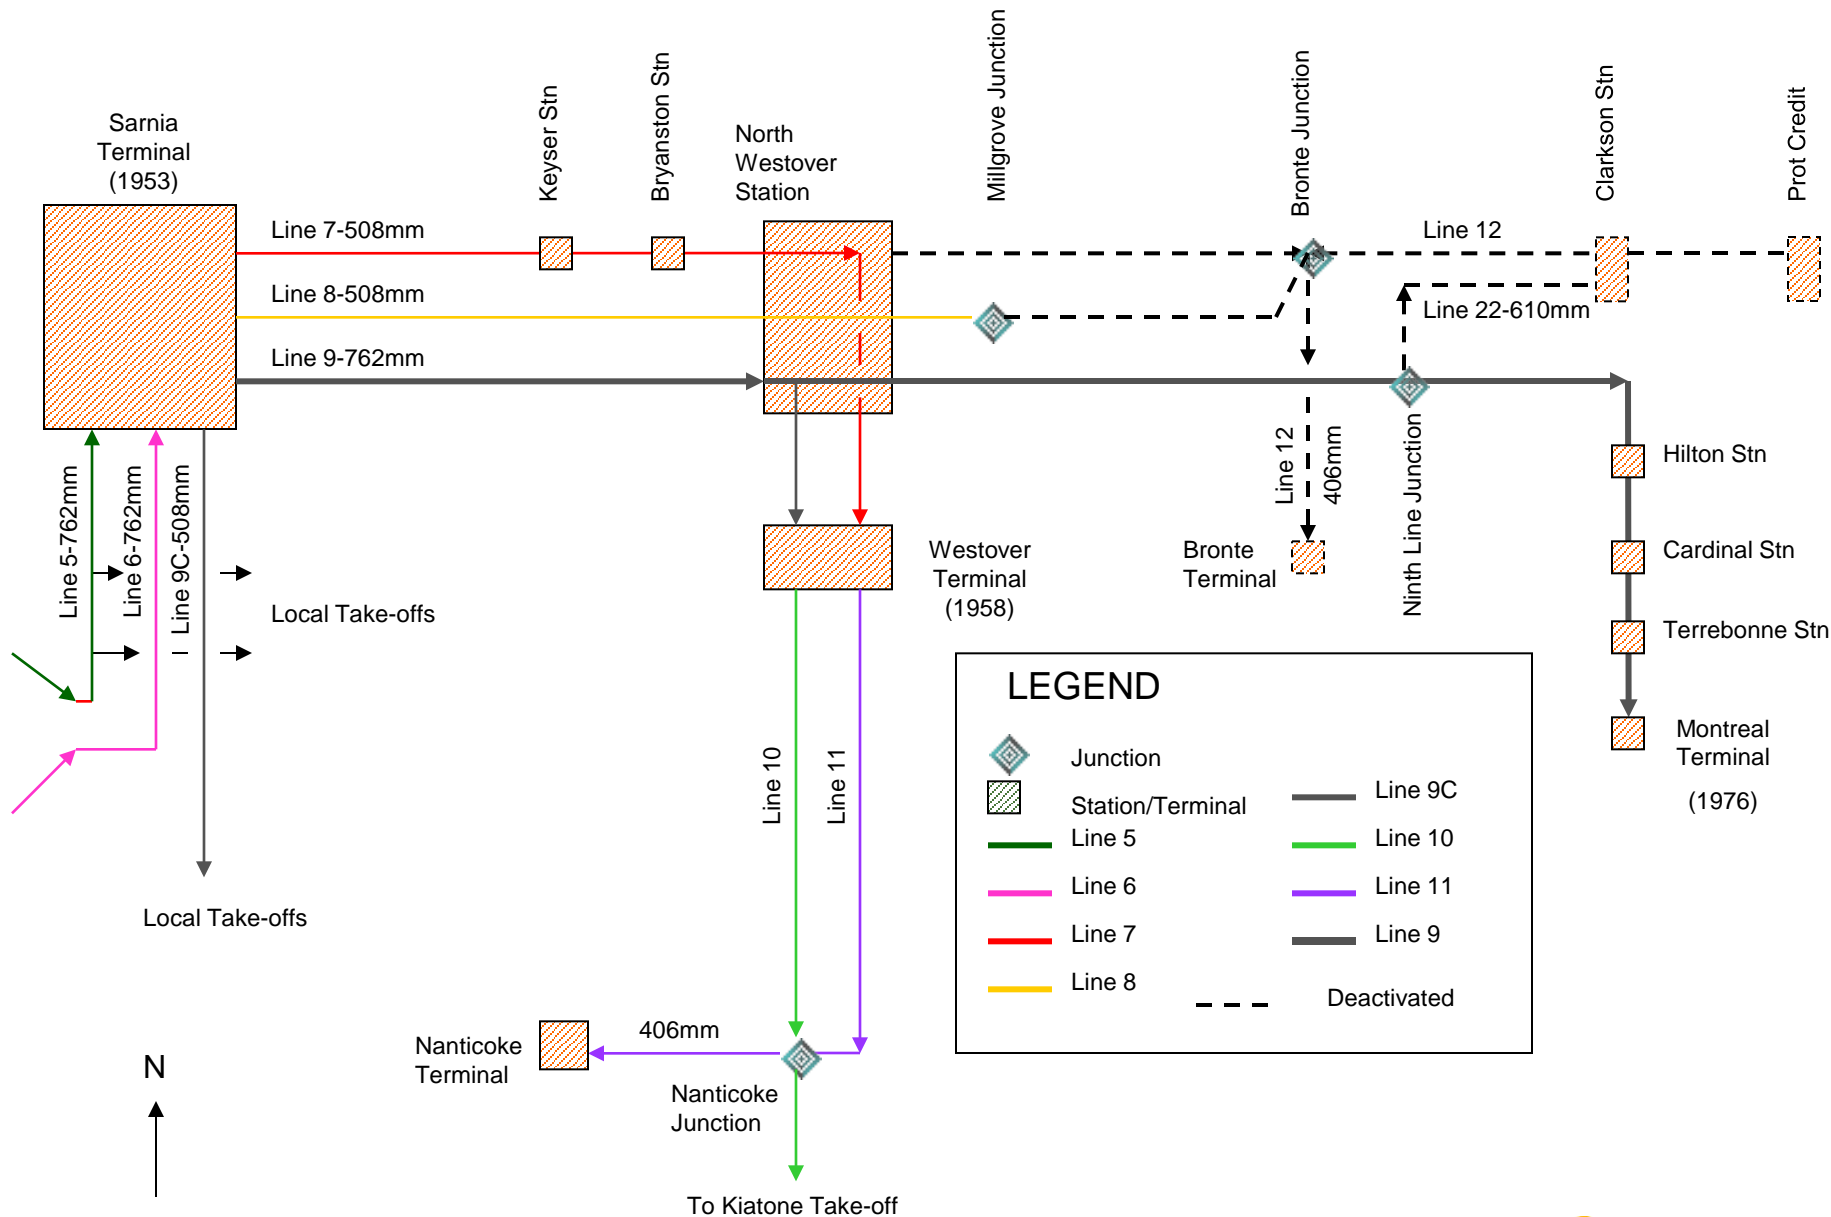 Sarnia
Terminal
(1953)
Keyser Stn
Bryanston Stn
North
Westover
Station
Millgrove Junction
Bronte Junction
Clarkson Stn
Prot Credit
Line 7-508mm
Line 12
Line 8-508mm
Line 22-610mm
Line 9-762mm
Line 5-762mm
Line 6-762mm
Line 9C-508mm
Local Take-offs
Line 12
406mm
Ninth Line Junction
Hilton Stn
Cardinal Stn
Terrebonne Stn
Westover
Terminal
(1958)
Bronte
Terminal
Montreal
Terminal
(1976)
Line 10
Line 11
Local Take-offs
LEGEND
Junction
Station/Terminal
Line 5
Line 6
Line 7
Line 8
Line 9C
Line 10
Line 11
Line 9
Deactivated
Nanticoke
Terminal
406mm
Nanticoke
Junction
N
To Kiatone Take-off